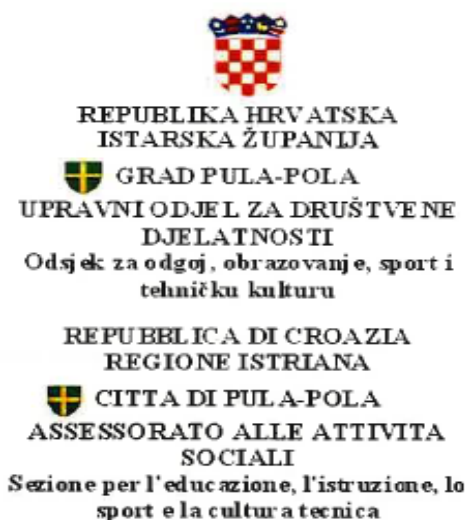 REPUBLIKA HRVATSKA
ISTARSKA ŽUPANIJA
GRAD PULA-POLA
UPRAVNI ODJEL ZA DRUŠTVENE
DJELATNOSTI
Odsjek za odgoj, obrazovanje, sport i
tehničku kulturu
REPUBBLICA DI CROAZIA
REGIONE ISTRIANA
CITTA DI PULA-POLA
ASSESSORATO ALLE ATTIVITA
SOCIALI
Sezione per l'educazione, l'istruzione, lo
sport e la cultura tecnica